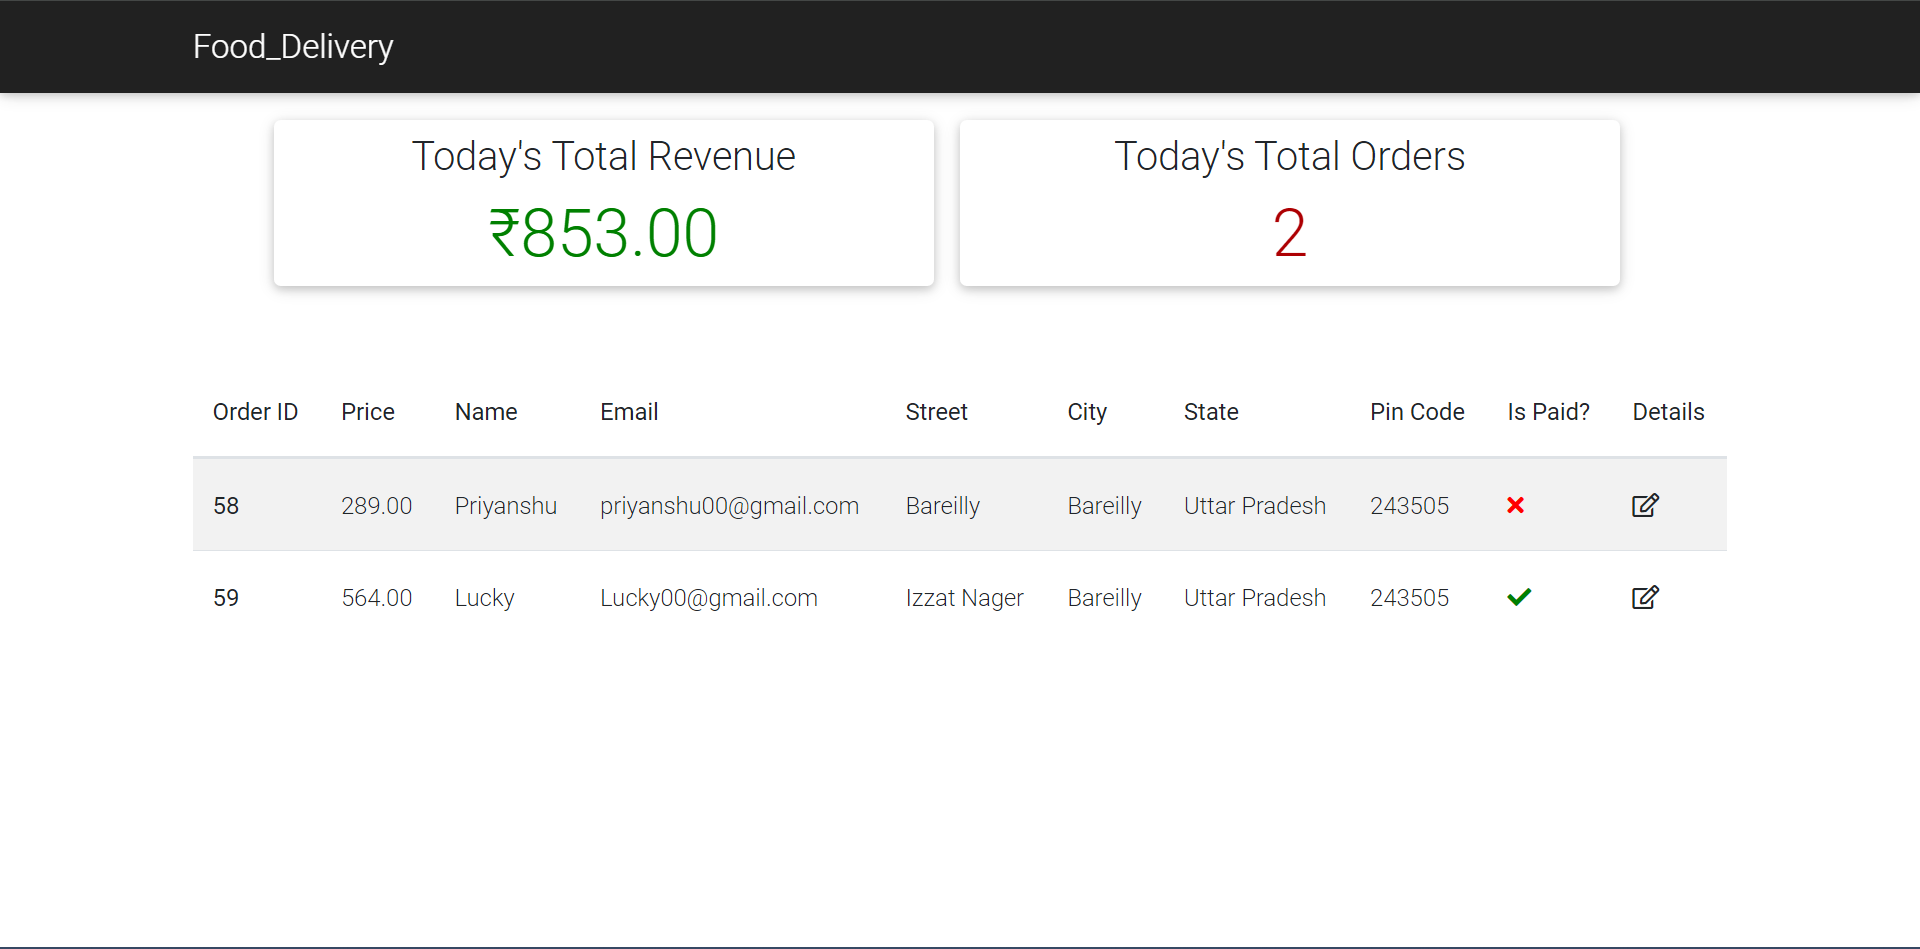 Food_Delivery
Today's Total Revenue
₹853.00
Today's Total Orders
2
Order ID Price Name Email Street City State Pin Code Is Paid? Details
58 289.00 Priyanshu priyanshu00@gmail.com Bareilly Bareilly Uttar Pradesh 243505
59 564.00 Lucky Lucky00@gmail.com Izzat Nager Bareilly Uttar Pradesh 243505